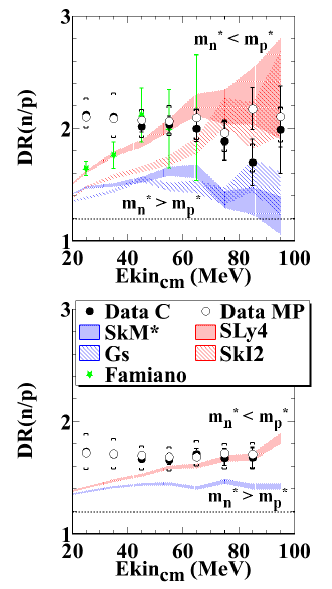 3
m_n^* < m_p^*
DR(n/p)
2
m_n^* > m_p^*
1
20 40 60 80 100
Ekin_cm (MeV)
Data C Data MP
SkM* SLy4
Gs SkI2
Famiano
3
DR(n/p)
m_n^* < m_p^*
2
m_n^* > m_p^*
1
20 40 60 80 100
Ekin_cm (MeV)